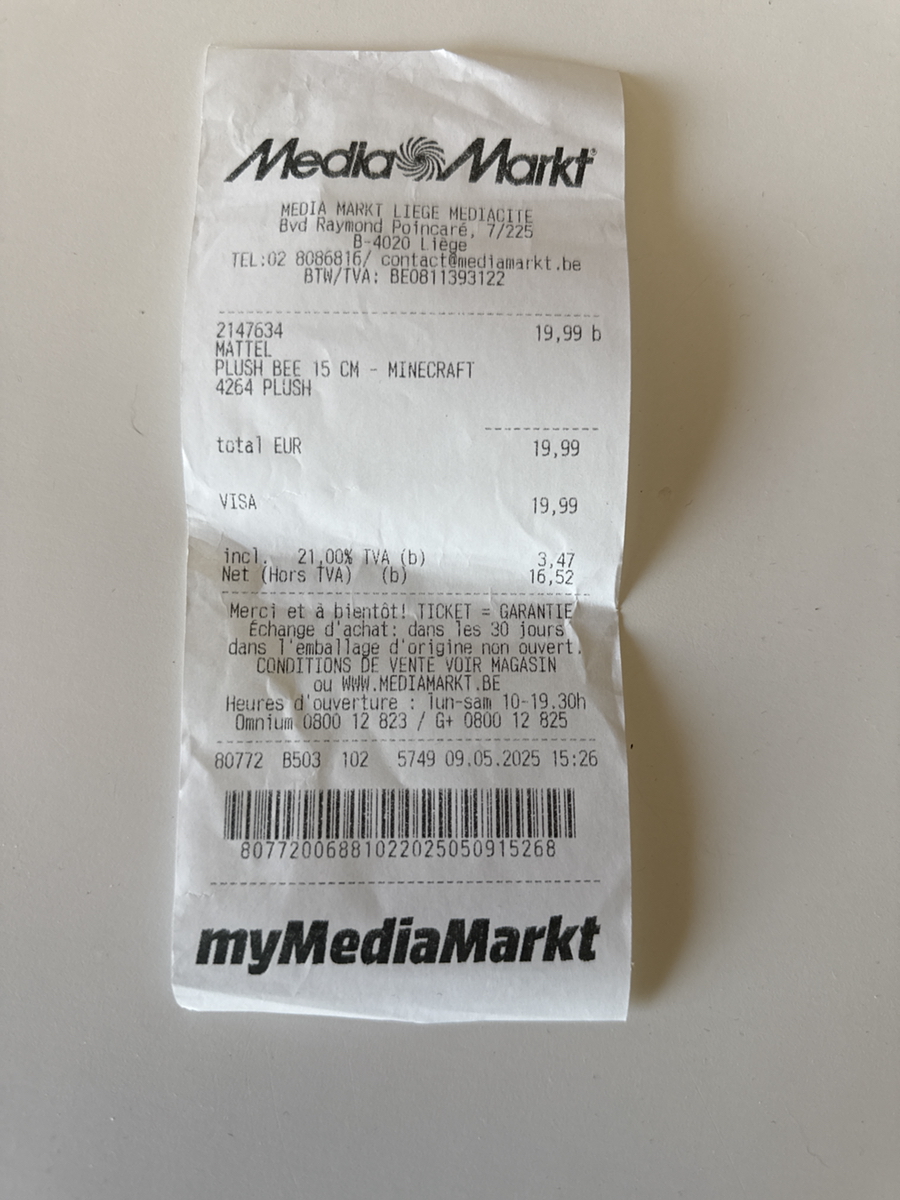 Media Markt
MEDIA MARKT LIEGE MEDIACITE
Bvd Raymond Poincaré, 7/225
B-4020 Liège
TEL:02 8086816/ contact@mediamarkt.be
BTW/TVA: BE0811393122
2147634 19,99 b
MATTEL
PLUSH BEE 15 CM - MINECRAFT
4264 PLUSH
total EUR 19,99
VISA 19,99
incl. 21,00% TVA (b) 3,47
Net (Hors TVA) (b) 16,52
Merci et à bientôt! TICKET = GARANTIE
Échange d'achat: dans les 30 jours
dans l'emballage d'origine non ouvert.
CONDITIONS DE VENTE VOIR MAGASIN
ou WWW.MEDIAMARKT.BE
Heures d'ouverture : lun-sam 10-19.30h
Omnium 0800 12 823 / G+ 0800 12 825
80772 B503 102 5749 09.05.2025 15:26
8077200688102202505091526​8
myMediaMarkt